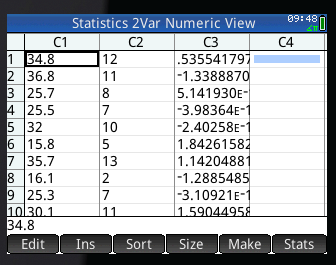 Statistics 2Var Numeric View 09:48
C1 C2 C3 C4
1 34.8 12 .535541797
2 36.8 11 -1.3388870
3 25.7 8 5.141930E-
4 25.5 7 -3.98364E-
5 32 10 -2.40258E-
6 15.8 5 1.84261582
7 35.7 13 1.14204881
8 16.1 2 -1.2885485
9 25.3 7 -3.10921E-
10 30.1 11 1.59044958
34.8
Edit Ins Sort Size Make Stats